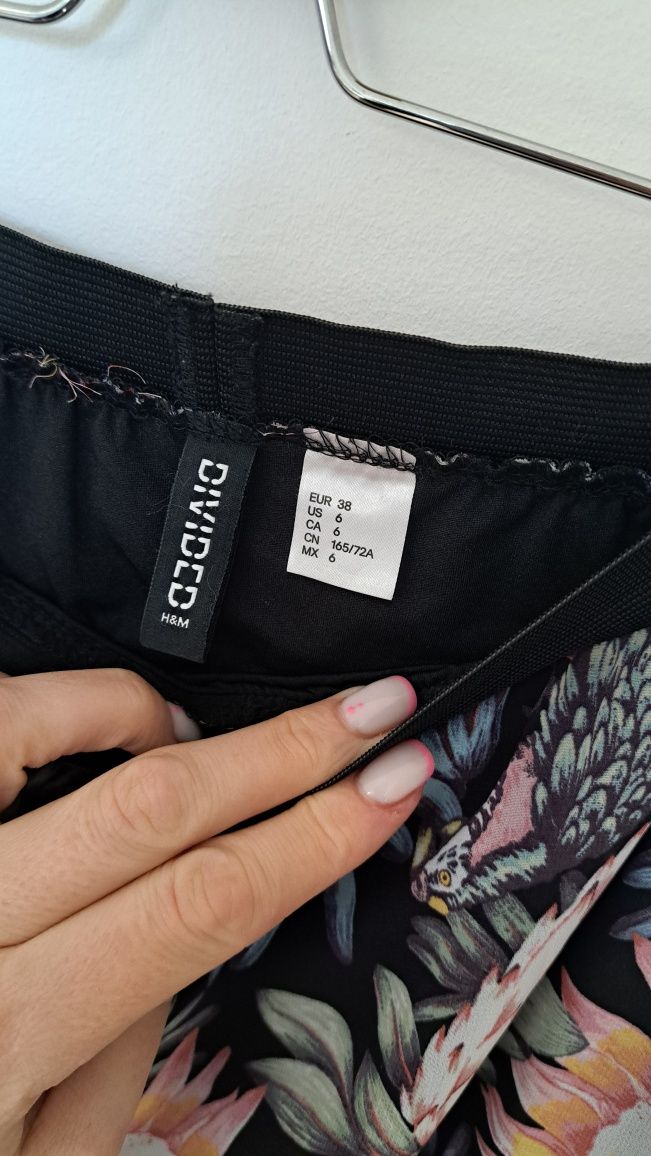 DIVIDED
H&M
EUR 38
US 6
CA 6
CN 165/72A
MX 6